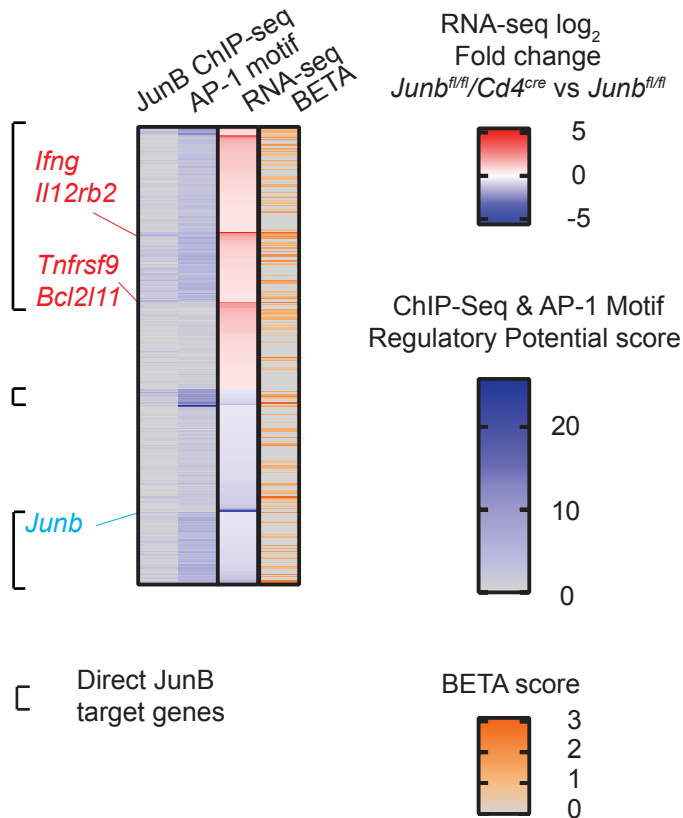 JunB ChIP-seq
AP-1 motif
RNA-seq
BETA
Ifng
Il12rb2
Tnfrsf9
Bcl2l11
Junb
Direct JunB
target genes
RNA-seq log₂
Fold change
Junbᶠˡ/ᶠˡ/Cd4ᶜʳᵉ vs Junbᶠˡ/ᶠˡ
5
0
-5
ChIP-Seq & AP-1 Motif
Regulatory Potential score
20
10
0
BETA score
3
2
1
0